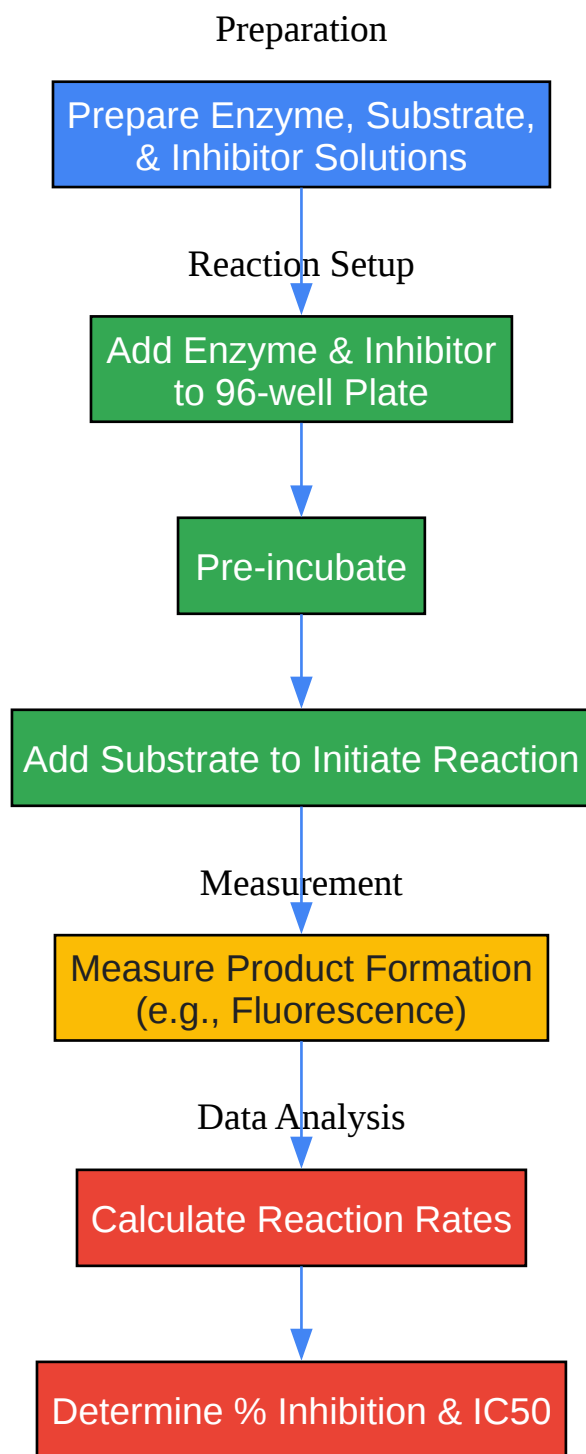 Preparation
Prepare Enzyme, Substrate,
& Inhibitor Solutions
Reaction Setup
Add Enzyme & Inhibitor
to 96-well Plate
Pre-incubate
Add Substrate to Initiate Reaction
Measurement
Measure Product Formation
(e.g., Fluorescence)
Data Analysis
Calculate Reaction Rates
Determine % Inhibition & IC50